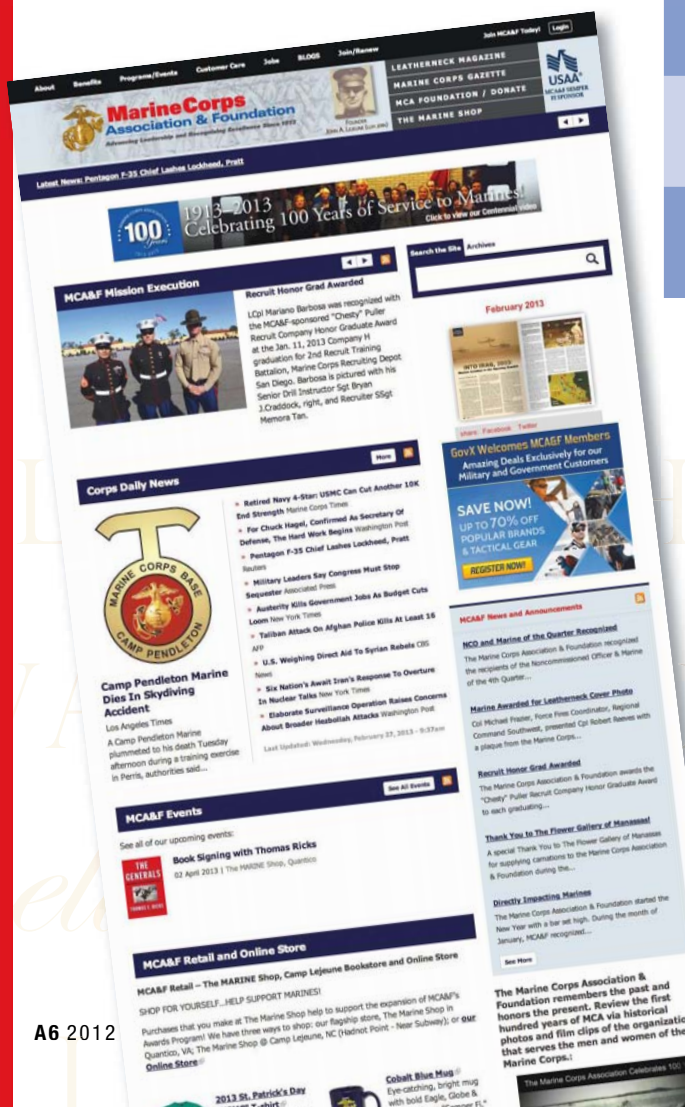 Join MCA&F Today! Login
About Benefits Programs/Events Customer Care Jobs BLOGS Join/Renew
MarineCorps
Association & Foundation
Advancing Leadership and Recognizing Excellence Since 1913
FOUNDER
LEATHERNECK MAGAZINE
MARINE CORPS GAZETTE
MCA FOUNDATION / DONATE
THE MARINE SHOP
USAA
MCA&F SEMPER
FI SPONSOR
Latest News: Pentagon F-35 Chief Lashes Lockheed, Pratt
100
Years
1913–2013
Celebrating 100 Years of Service to Marines!
Click to view our Centennial video
MCA&F Mission Execution
Recruit Honor Grad Awarded
LCpl Mariano Barbosa was recognized with
the MCA&F-sponsored "Chesty" Puller
Recruit Company Honor Graduate Award
at the Jan. 11, 2013 Company H
graduation for 2nd Recruit Training
Battalion, Marine Corps Recruiting Depot
San Diego. Barbosa is pictured with his
Senior Drill Instructor Sgt Bryan
J.Craddock, right, and Recruiter SSgt
Memora Tan.
Search the Site Archives
February 2013
INTO IRAQ, 2003
share: Facebook Twitter
GovX Welcomes MCA&F Members
Amazing Deals Exclusively for our
Military and Government Customers
SAVE NOW!
UP TO 70% OFF
POPULAR BRANDS
& TACTICAL GEAR
REGISTER NOW!
Corps Daily News
More
MARINE CORPS BASE
CAMP PENDLETON
Camp Pendleton Marine
Dies In Skydiving
Accident
Los Angeles Times
A Camp Pendleton Marine
plummeted to his death Tuesday
afternoon during a training exercise
in Perris, authorities said...
» Retired Navy 4-Star: USMC Can Cut Another 10K
End Strength Marine Corps Times
» For Chuck Hagel, Confirmed As Secretary Of
Defense, The Hard Work Begins Washington Post
» Pentagon F-35 Chief Lashes Lockheed, Pratt
Reuters
» Military Leaders Say Congress Must Stop
Sequester Associated Press
» Austerity Kills Government Jobs As Budget Cuts
Loom New York Times
» Taliban Attack On Afghan Police Kills At Least 16
AFP
» U.S. Weighing Direct Aid To Syrian Rebels CBS
News
» Six Nation's Await Iran's Response To Overture
In Nuclear Talks New York Times
» Elaborate Surveillance Operation Raises Concerns
About Broader Hezbollah Attacks Washington Post
Last Updated: Wednesday, February 27, 2013 - 9:37am
MCA&F News and Announcements
NCO and Marine of the Quarter Recognized
The Marine Corps Association & Foundation recognized
the recipients of the Noncommissioned Officer & Marine
of the 4th Quarter...
Marine Awarded for Leatherneck Cover Photo
Col Michael Frazier, Force Fires Coordinator, Regional
Command Southwest, presented Cpl Robert Reeves with
a plaque from the Marine Corps...
Recruit Honor Grad Awarded
The Marine Corps Association & Foundation awards the
"Chesty" Puller Recruit Company Honor Graduate Award
to each graduating...
Thank You to The Flower Gallery of Manassas!
A special Thank You to The Flower Gallery of Manassas
for supplying carnations to the Marine Corps Association
& Foundation during the...
Directly Impacting Marines
The Marine Corps Association & Foundation started the
New Year with a bar set high. During the month of
January, MCA&F recognized...
See More
MCA&F Events
See All Events
See all of our upcoming events:
THE
GENERALS
THOMAS E. RICKS
Book Signing with Thomas Ricks
02 April 2013 | The MARINE Shop, Quantico
MCA&F Retail and Online Store
MCA&F Retail – The MARINE Shop, Camp Lejeune Bookstore and Online Store
SHOP FOR YOURSELF...HELP SUPPORT MARINES!
Purchases that you make at The Marine Shop help to support the expansion of MCA&F's
Awards Program! We have three ways to shop: our flagship store, The Marine Shop in
Quantico, VA; The Marine Shop @ Camp Lejeune, NC (Hadnot Point - Near Subway); or our
Online Store
2013 St. Patrick's Day
T-shirt
Cobalt Blue Mug
Eye-catching, bright mug
with bold Eagle, Globe &
The Marine Corps Association &
Foundation remembers the past and
honors the present. Review the first
hundred years of MCA via historical
photos and film clips of the organizatio
that serves the men and women of the
Marine Corps.:
The Marine Corps Association Celebrates 100
A6 2012